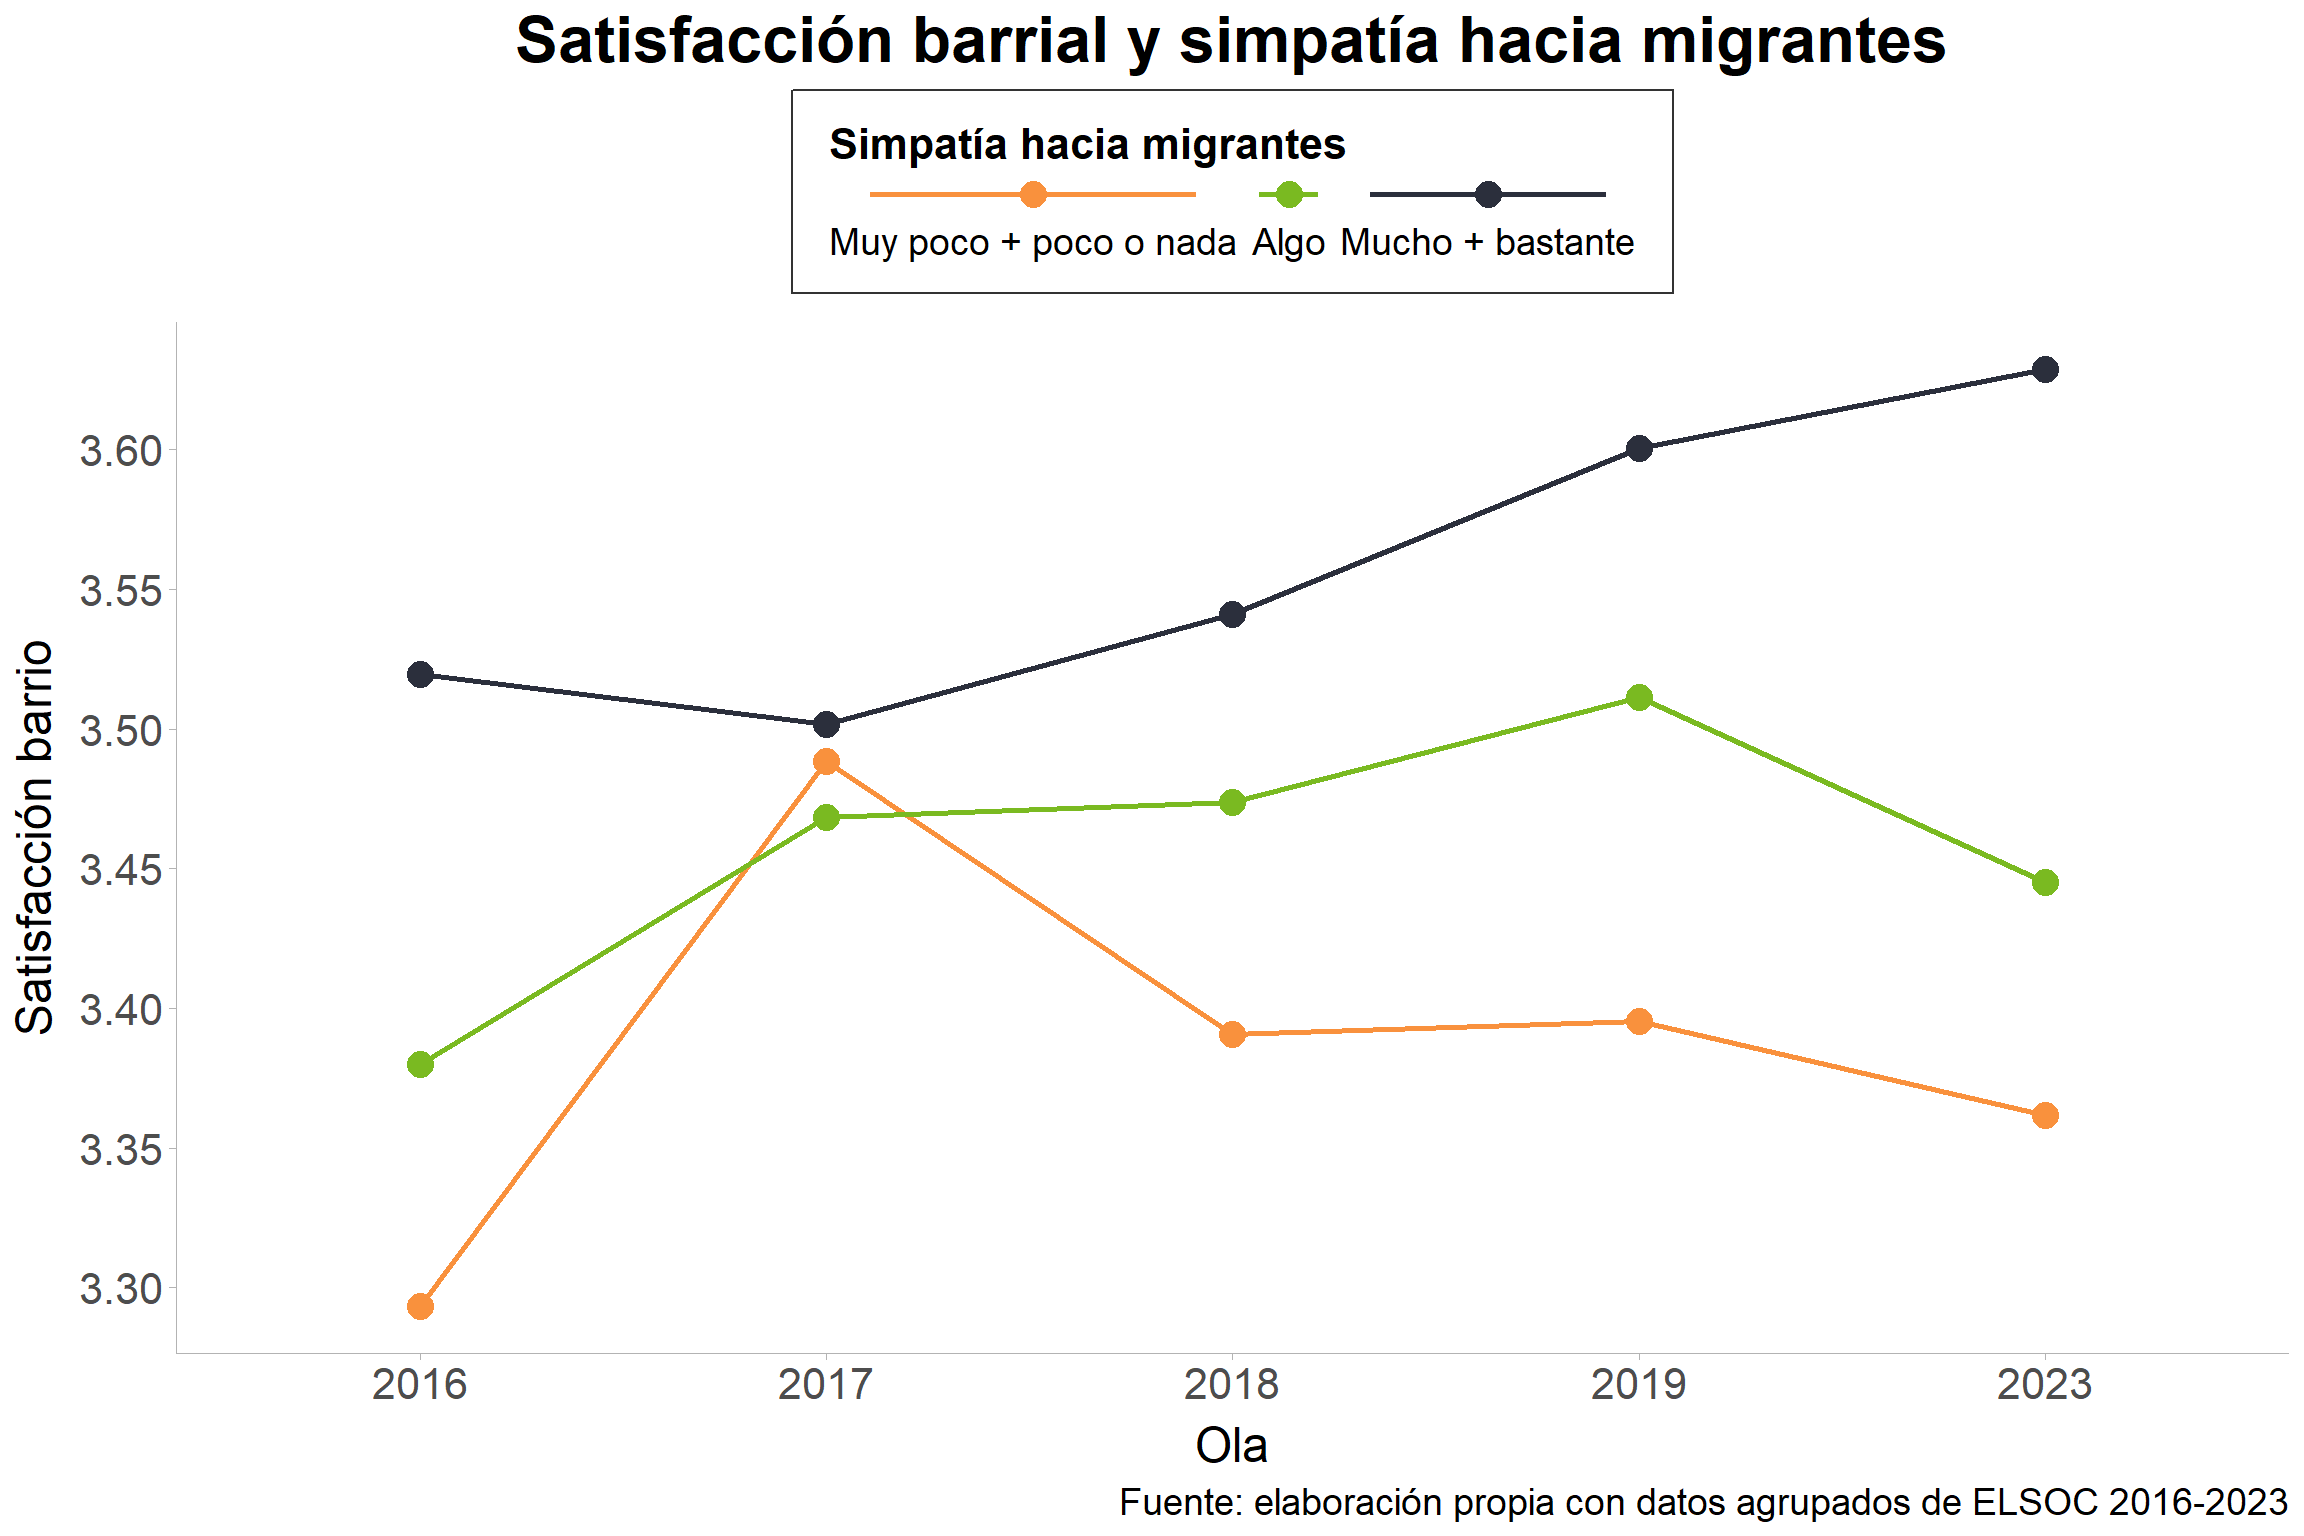 Satisfacción barrial y simpatía hacia migrantes
Simpatía hacia migrantes
Muy poco + poco o nada Algo Mucho + bastante
3.60
3.55
3.50
3.45
3.40
3.35
3.30
Satisfacción barrio
2016 2017 2018 2019 2023
Ola
Fuente: elaboración propia con datos agrupados de ELSOC 2016-2023